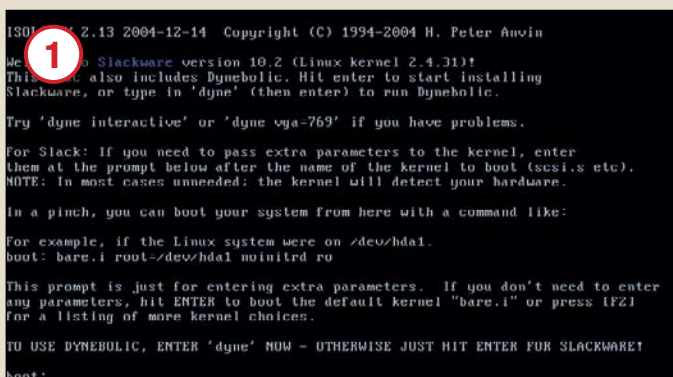 1
ISOL 2.13 2004-12-14 Copyright (C) 1994-2004 H. Peter Anvin
We o Slackware version 10.2 (Linux kernel 2.4.31)!
This also includes Dynebolic. Hit enter to start installing
Slackware, or type in 'dyne' (then enter) to run Dynebolic.
Try 'dyne interactive' or 'dyne vga=769' if you have problems.
For Slack: If you need to pass extra parameters to the kernel, enter
them at the prompt below after the name of the kernel to boot (scsi.s etc).
NOTE: In most cases unneeded; the kernel will detect your hardware.
In a pinch, you can boot your system from here with a command like:
For example, if the Linux system were on /dev/hda1.
boot: bare.i root=/dev/hda1 noinitrd ro
This prompt is just for entering extra parameters. If you don't need to enter
any parameters, hit ENTER to boot the default kernel "bare.i" or press [F2]
for a listing of more kernel choices.
TO USE DYNEBOLIC, ENTER 'dyne' NOW - OTHERWISE JUST HIT ENTER FOR SLACKWARE!
boot: